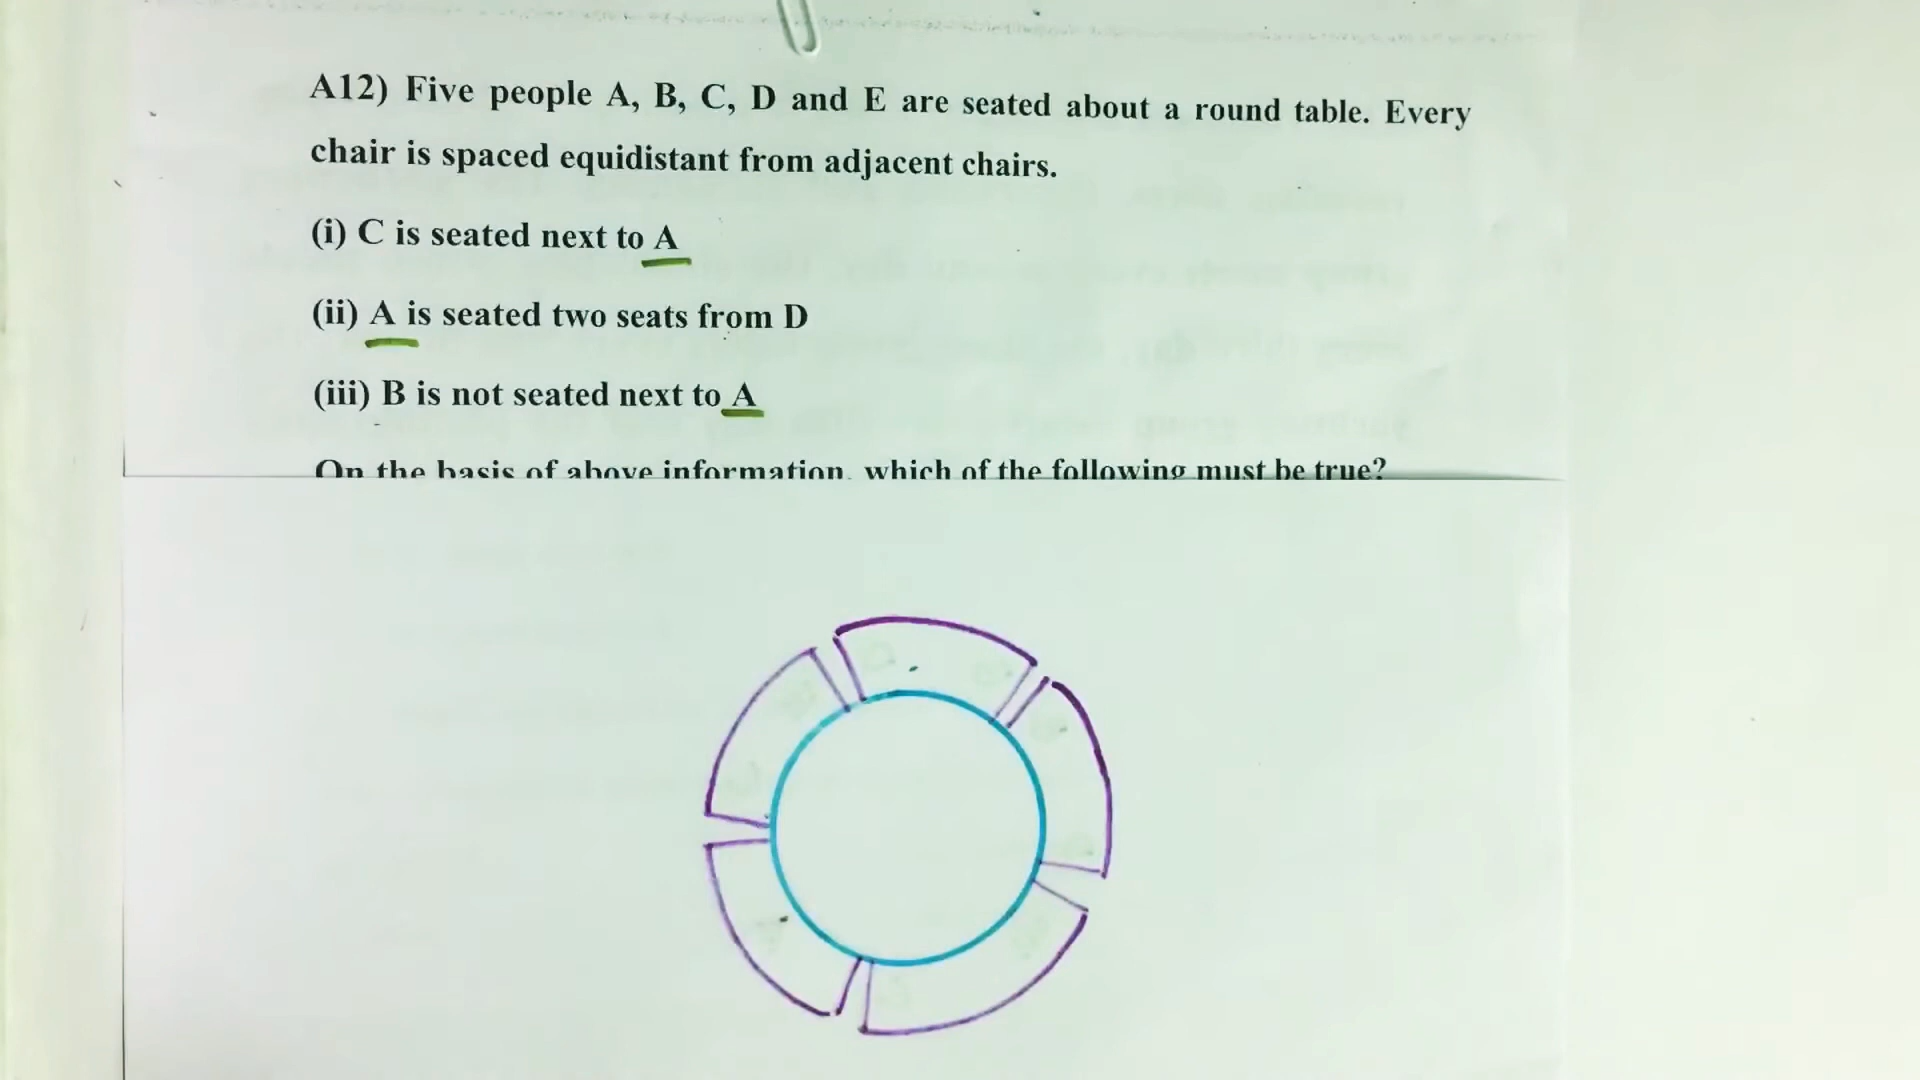 A12) Five people A, B, C, D and E are seated about a round table. Every
chair is spaced equidistant from adjacent chairs.
(i) C is seated next to A
(ii) A is seated two seats from D
(iii) B is not seated next to A
On the basis of above information, which of the following must be true?